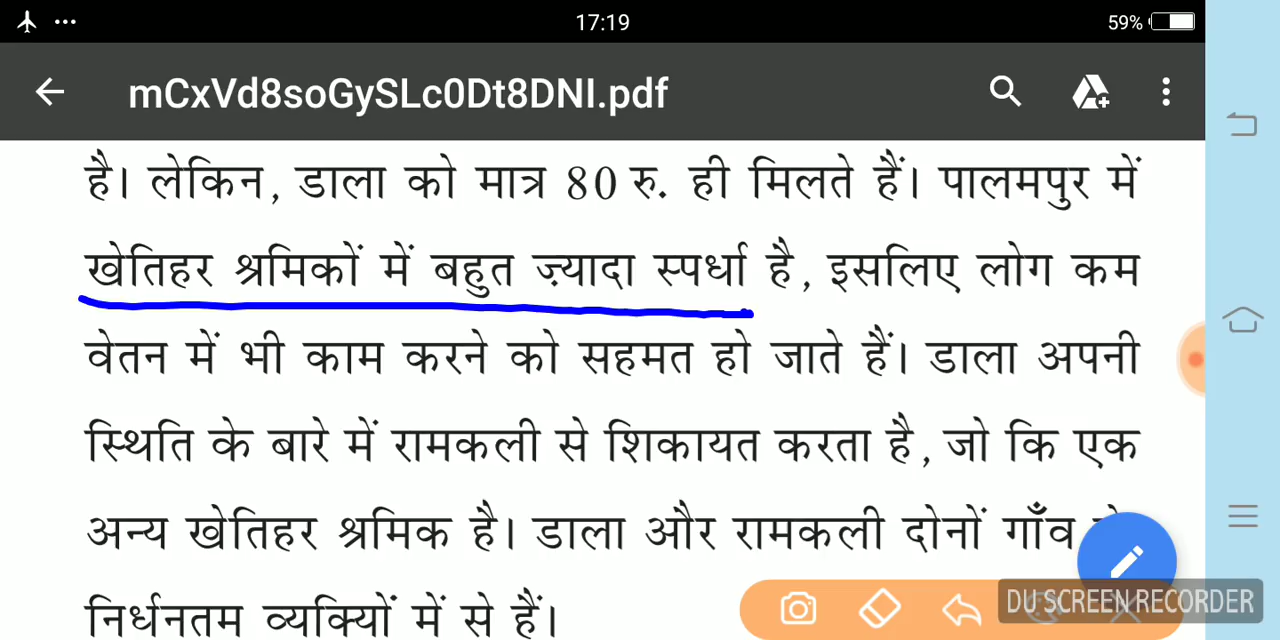 17:19
59%
mCxVd8soGySLc0Dt8DNI.pdf
है। लेकिन, डाला को मात्र 80 रु. ही मिलते हैं। पालमपुर में
खेतिहर श्रमिकों में बहुत ज़्यादा स्पर्धा है, इसलिए लोग कम
वेतन में भी काम करने को सहमत हो जाते हैं। डाला अपनी
स्थिति के बारे में रामकली से शिकायत करता है, जो कि एक
अन्य खेतिहर श्रमिक है। डाला और रामकली दोनों गाँव
निर्धनतम व्यक्तियों में से हैं।
DU SCREEN RECORDER